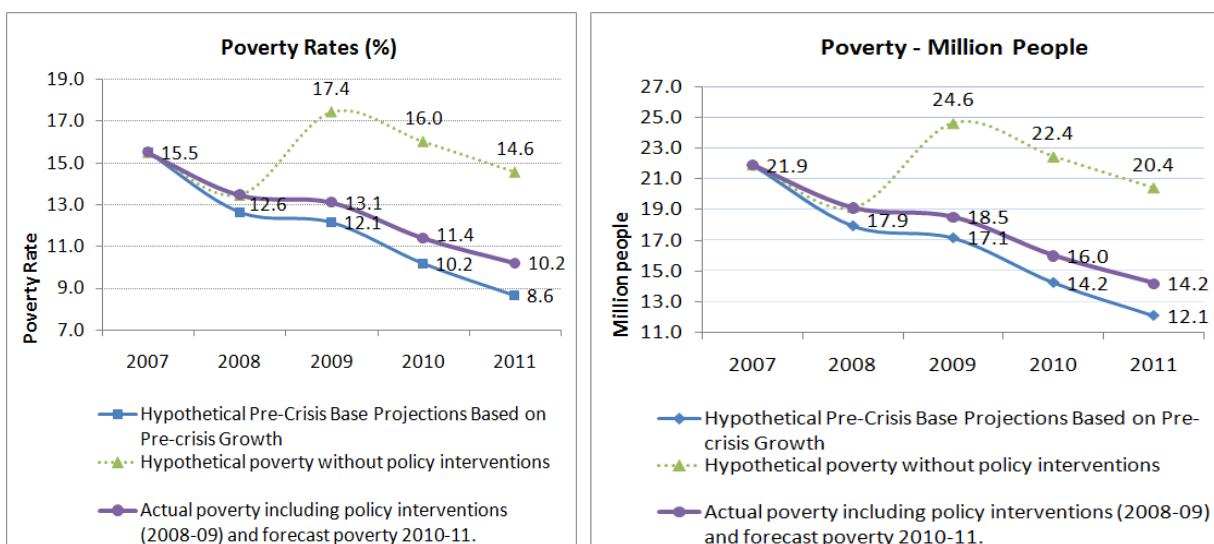 Poverty Rates (%)
19.0
17.0
15.0
13.0
11.0
9.0
7.0
Poverty Rate
17.4
16.0
14.6
15.5
12.6
13.1
12.1
11.4
10.2
10.2
8.6
2007 2008 2009 2010 2011
Hypothetical Pre-Crisis Base Projections Based on
Pre-crisis Growth
Hypothetical poverty without policy interventions
Actual poverty including policy interventions
(2008-09) and forecast poverty 2010-11.
Poverty - Million People
27.0
25.0
23.0
21.0
19.0
17.0
15.0
13.0
11.0
Million people
24.6
22.4
20.4
21.9
17.9
18.5
17.1
16.0
14.2
14.2
12.1
2007 2008 2009 2010 2011
Hypothetical Pre-Crisis Base Projections Based on Pre-
crisis Growth
Hypothetical poverty without policy interventions
Actual poverty including policy interventions (2008-09)
and forecast poverty 2010-11.